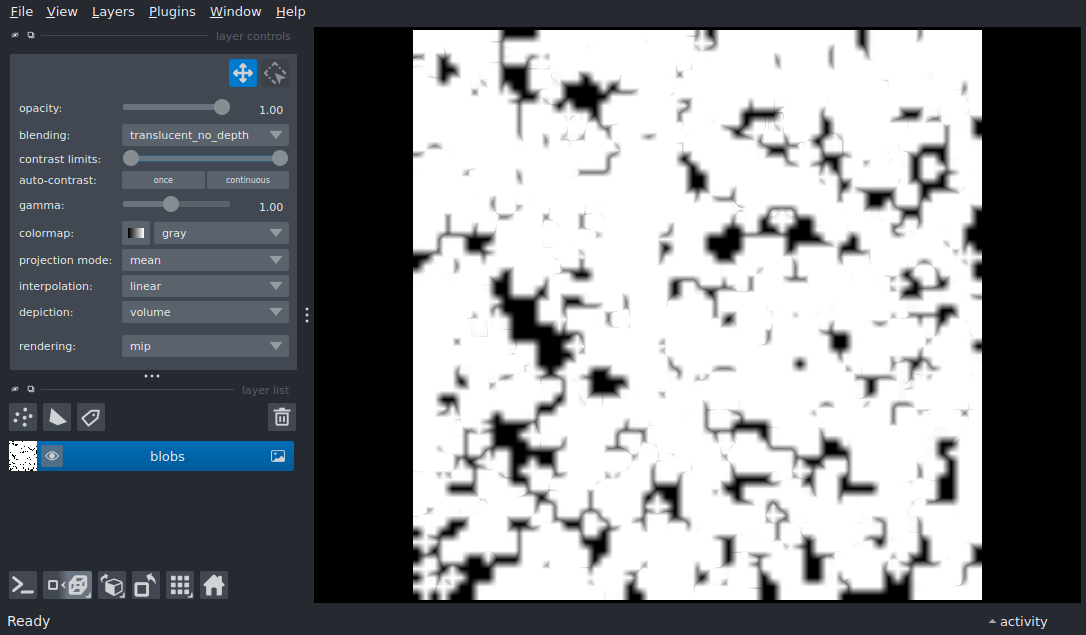 File View Layers Plugins Window Help
layer controls
opacity: 1.00
blending: translucent_no_depth
contrast limits:
auto-contrast: once continuous
gamma: 1.00
colormap: gray
projection mode: mean
interpolation: linear
depiction: volume
rendering: mip
layer list
blobs
Ready activity